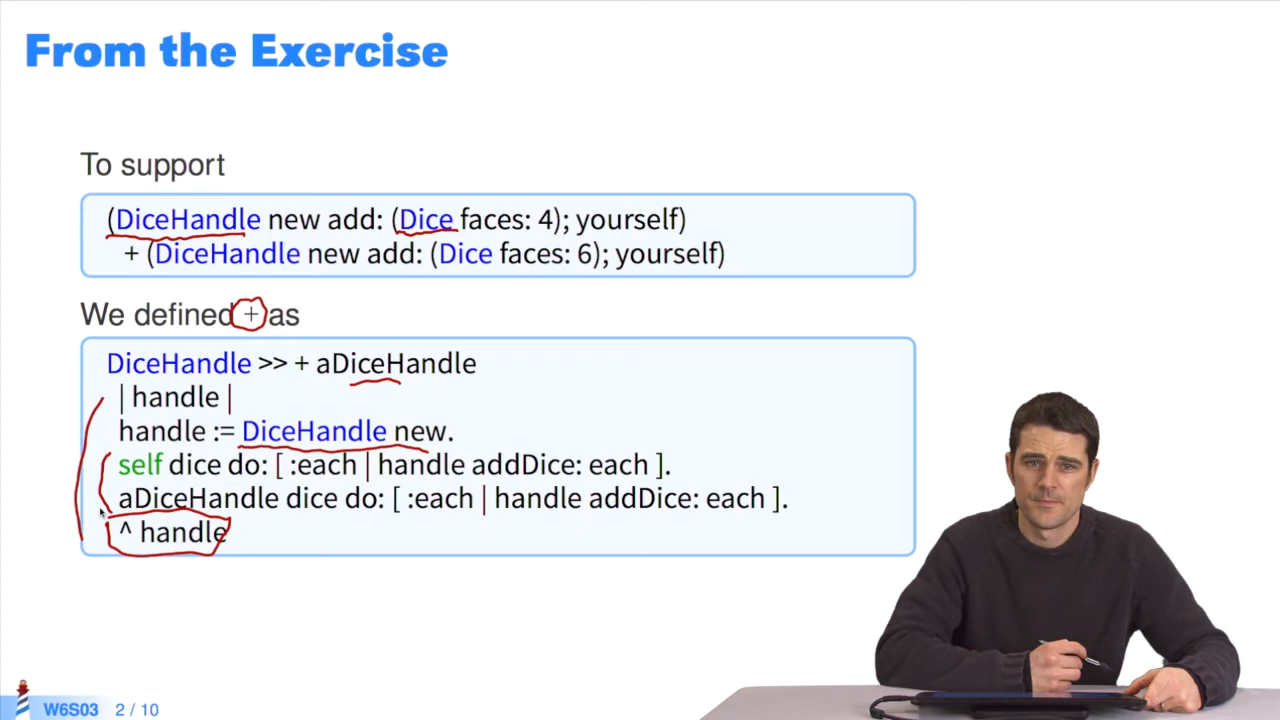 From the Exercise
To support
(DiceHandle new add: (Dice faces: 4); yourself)
+ (DiceHandle new add: (Dice faces: 6); yourself)
We defined + as
DiceHandle >> + aDiceHandle
| handle |
handle := DiceHandle new.
self dice do: [ :each | handle addDice: each ].
aDiceHandle dice do: [ :each | handle addDice: each ].
^ handle
W6S03 2 / 10